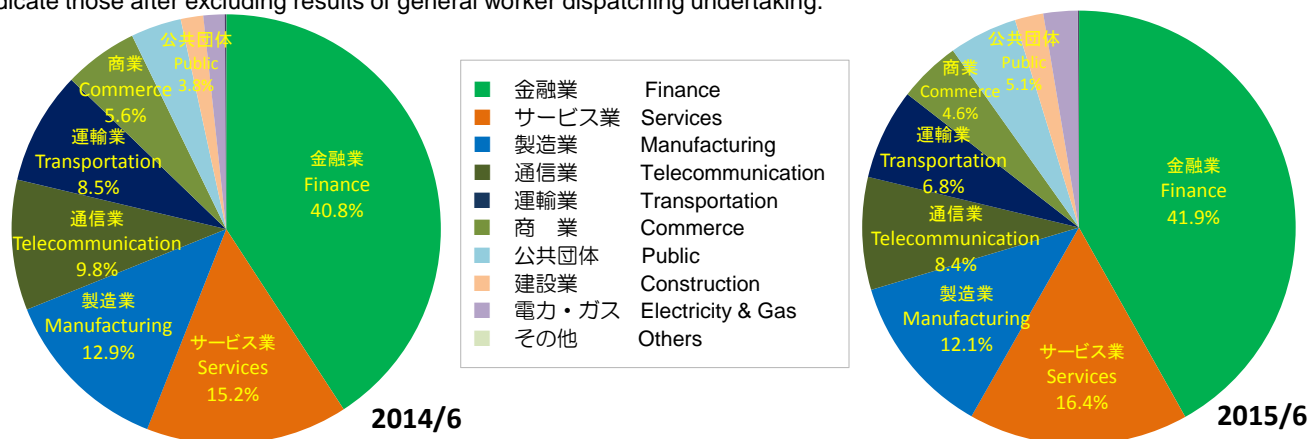 dicate those after excluding results of general worker dispatching undertaking.
金融業
Finance
40.8%
サービス業
Services
15.2%
製造業
Manufacturing
12.9%
通信業
Telecommunication
9.8%
運輸業
Transportation
8.5%
商業
Commerce
5.6%
公共団体
Public
3.8%
2014/6
金融業 Finance
サービス業 Services
製造業 Manufacturing
通信業 Telecommunication
運輸業 Transportation
商 業 Commerce
公共団体 Public
建設業 Construction
電力・ガス Electricity & Gas
その他 Others
金融業
Finance
41.9%
サービス業
Services
16.4%
製造業
Manufacturing
12.1%
通信業
Telecommunication
8.4%
運輸業
Transportation
6.8%
商業
Commerce
4.6%
公共団体
Public
5.1%
2015/6